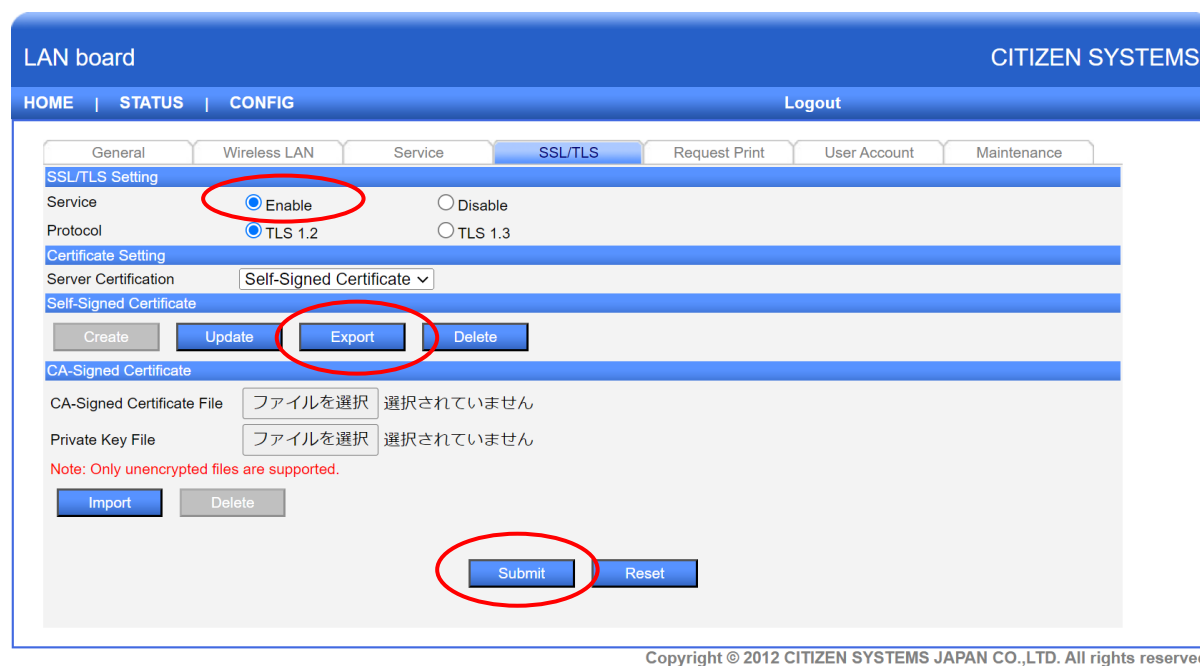 LAN board CITIZEN SYSTEMS
HOME | STATUS | CONFIG Logout
General Wireless LAN Service SSL/TLS Request Print User Account Maintenance
SSL/TLS Setting
Service Enable Disable
Protocol TLS 1.2 TLS 1.3
Certificate Setting
Server Certification Self-Signed Certificate
Self-Signed Certificate
Create Update Export Delete
CA-Signed Certificate
CA-Signed Certificate File ファイルを選択 選択されていません
Private Key File ファイルを選択 選択されていません
Note: Only unencrypted files are supported.
Import Delete
Submit Reset
Copyright © 2012 CITIZEN SYSTEMS JAPAN CO.,LTD. All rights reserve